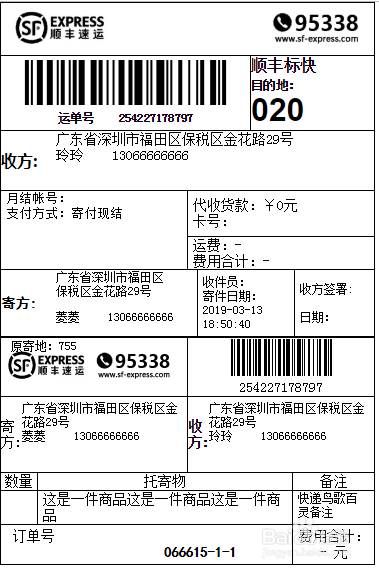 SF EXPRESS 95338
顺丰速运 www.sf-express.com
顺丰标快
目的地:
020
运单号 254227178797
广东省深圳市福田区保税区金花路29号
收方: 玲玲 13066666666
月结帐号:
支付方式: 寄付现结
代收货款: ￥0元
卡号:
运费: -
费用合计: -
广东省深圳市福田区
保税区金花路29号
寄方:
菱菱 13066666666
收件员:
寄件日期:
2019-03-13
18:50:40
收方签署:
日期:
原寄地: 755
SF EXPRESS 95338
顺丰速运 www.sf-express.com
254227178797
寄方:
广东省深圳市福田区保税区金
花路29号
菱菱 13066666666
收方:
广东省深圳市福田区保税区金
花路29号
玲玲 13066666666
数量 托寄物 备注
这是一件商品这是一件商品这是一件商
品
快递鸟歌百
灵备注
订单号
066615-1-1
费用合计:
- 元